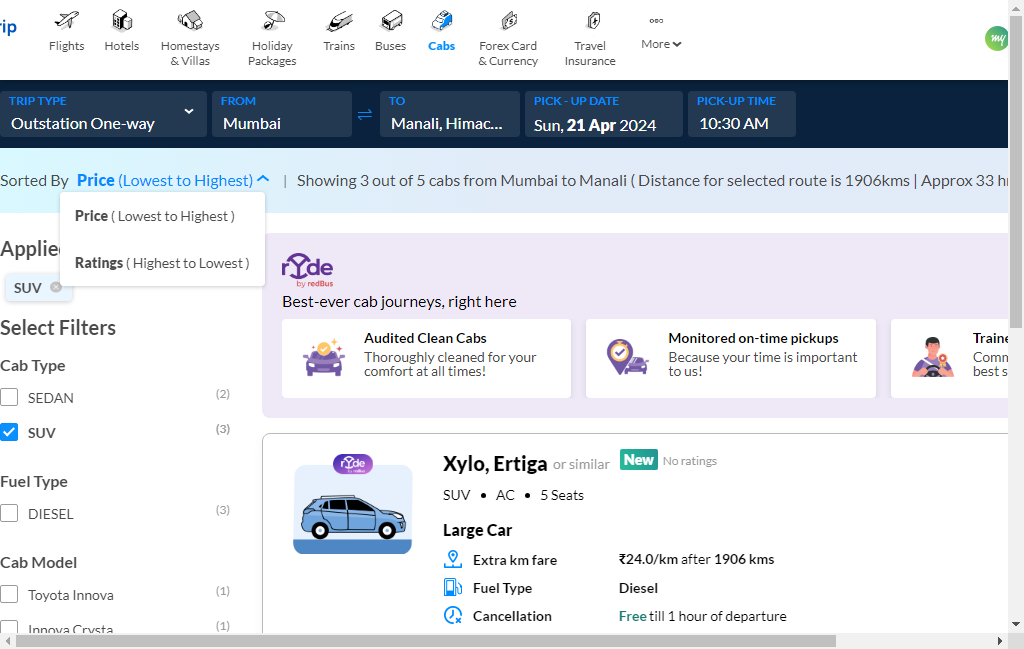 rip
Flights
Hotels
Homestays
& Villas
Holiday
Packages
Trains
Buses
Cabs
Forex Card
& Currency
Travel
Insurance
More
my
TRIP TYPE
Outstation One-way
FROM
Mumbai
TO
Manali, Himac...
PICK - UP DATE
Sun, 21 Apr 2024
PICK-UP TIME
10:30 AM
Sorted By Price (Lowest to Highest) | Showing 3 out of 5 cabs from Mumbai to Manali ( Distance for selected route is 1906kms | Approx 33 h
Price ( Lowest to Highest )
Ratings ( Highest to Lowest )
Applie
SUV
Select Filters
Cab Type
SEDAN (2)
SUV (3)
Fuel Type
DIESEL (3)
Cab Model
Toyota Innova (1)
Innova Crysta (1)
ryde
by redBus
Best-ever cab journeys, right here
Audited Clean Cabs
Thoroughly cleaned for your
comfort at all times!
Monitored on-time pickups
Because your time is important
to us!
Traine
Comm
best s
ryde
by redBus
Xylo, Ertiga or similar New No ratings
SUV • AC • 5 Seats
Large Car
Extra km fare ₹24.0/km after 1906 kms
Fuel Type Diesel
Cancellation Free till 1 hour of departure